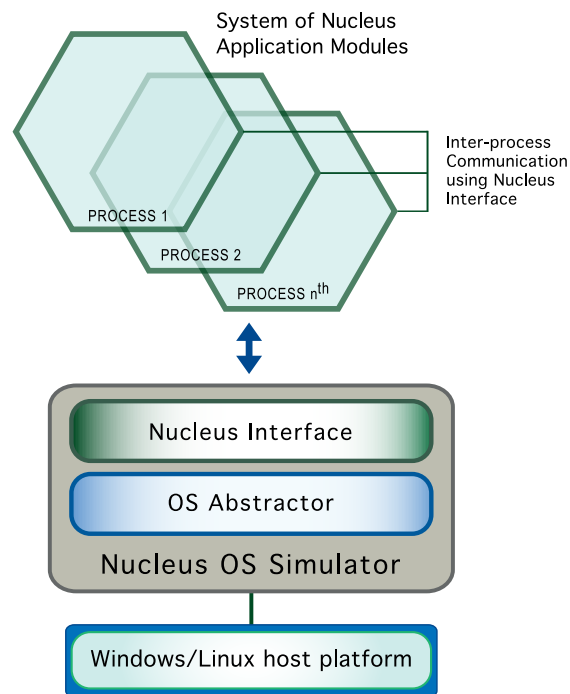 System of Nucleus
Application Modules
Inter-process
Communication
using Nucleus
Interface
PROCESS 1
PROCESS 2
PROCESS nth
Nucleus Interface
OS Abstractor
Nucleus OS Simulator
Windows/Linux host platform